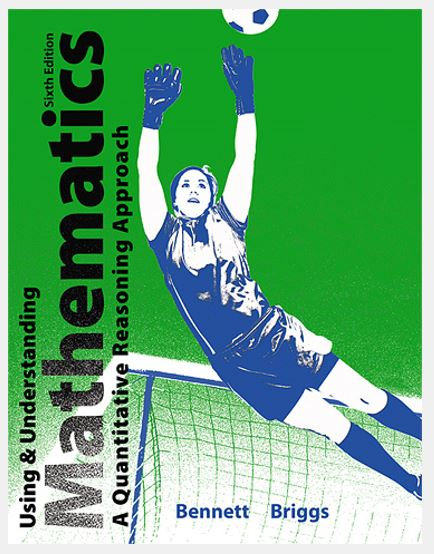 Using & Understanding
Mathematics
Sixth Edition
A Quantitative Reasoning Approach
Bennett Briggs